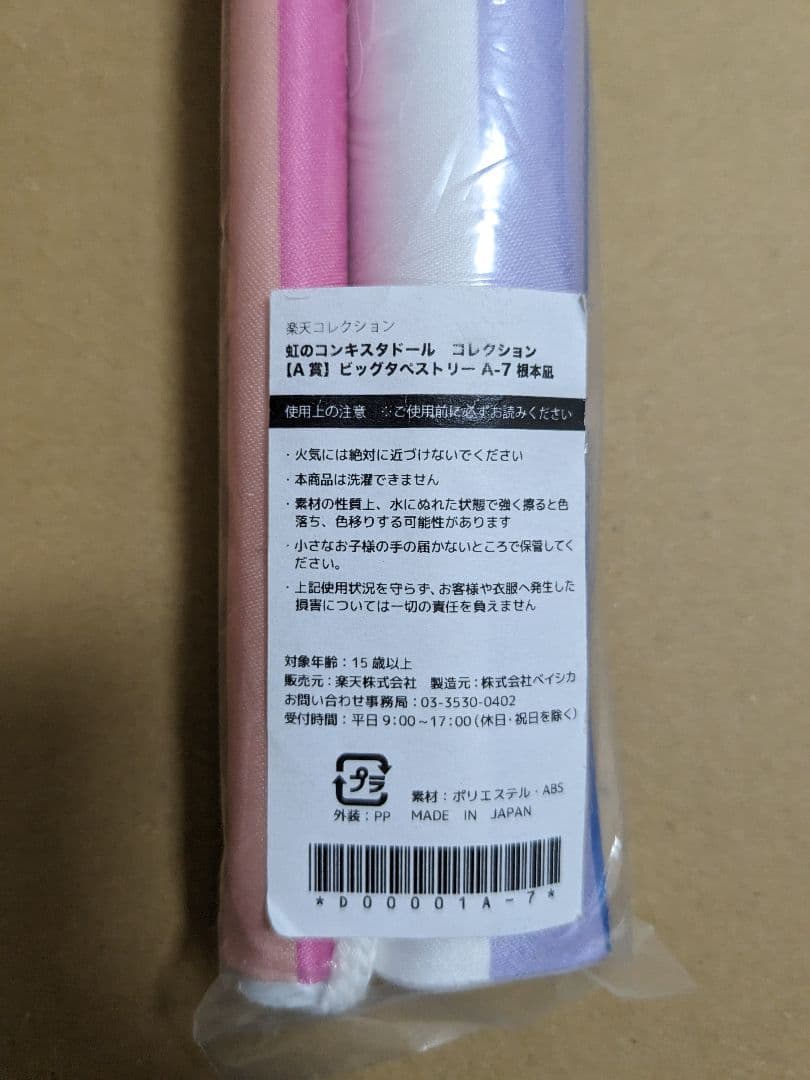 楽天コレクション
虹のコンキスタドール　コレクション
【A賞】ビッグタペストリー A-7 根本凪
使用上の注意　※ご使用前に必ずお読みください
・火気には絶対に近づけないでください
・本商品は洗濯できません
・素材の性質上、水にぬれた状態で強く擦ると色
落ち、色移りする可能性があります
・小さなお子様の手の届かないところで保管してく
ださい。
・上記使用状況を守らず、お客様や衣服へ発生した
損害については一切の責任を負えません
対象年齢：15歳以上
販売元：楽天株式会社　製造元：株式会社ベイシカ
お問い合わせ事務局：03-3530-0402
受付時間：平日9:00～17:00（休日・祝日を除く）
プラ
外装：PP
素材：ポリエステル・ABS
MADE IN JAPAN
*D00001A-7*